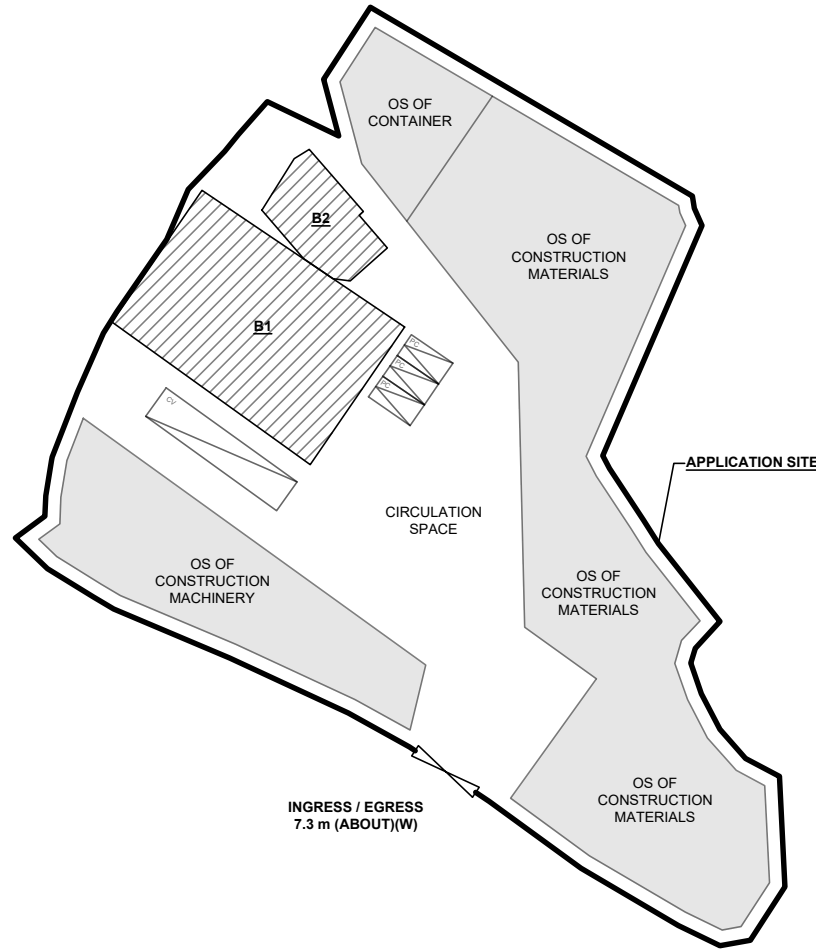 OS OF
CONTAINER
B2
OS OF
CONSTRUCTION
MATERIALS
B1
PC
PC
PC
CV
APPLICATION SITE
CIRCULATION
SPACE
OS OF
CONSTRUCTION
MACHINERY
OS OF
CONSTRUCTION
MATERIALS
OS OF
CONSTRUCTION
MATERIALS
INGRESS / EGRESS
7.3 m (ABOUT)(W)